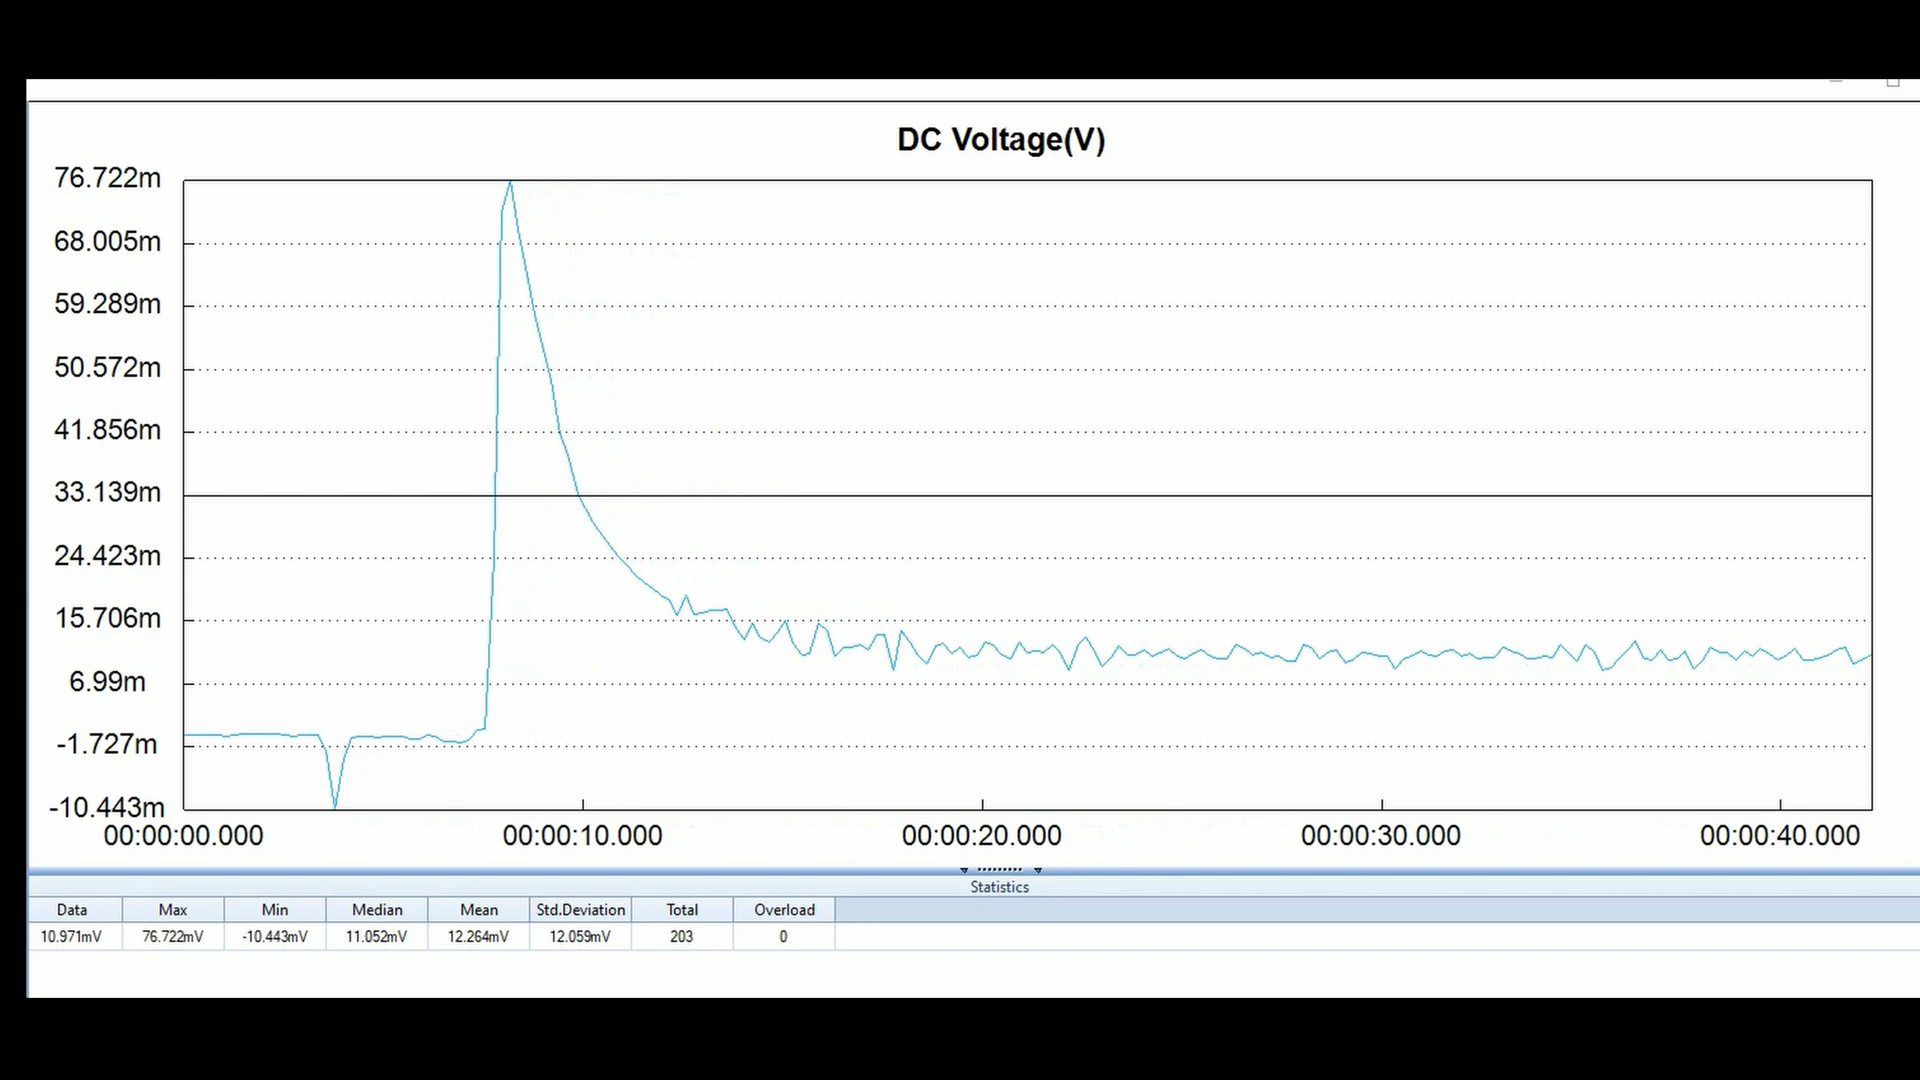 DC Voltage(V)
76.722m
68.005m
59.289m
50.572m
41.856m
33.139m
24.423m
15.706m
6.99m
-1.727m
-10.443m
00:00:00.000 00:00:10.000 00:00:20.000 00:00:30.000 00:00:40.000
Statistics
Data Max Min Median Mean Std.Deviation Total Overload
10.971mV 76.722mV -10.443mV 11.052mV 12.264mV 12.059mV 203 0